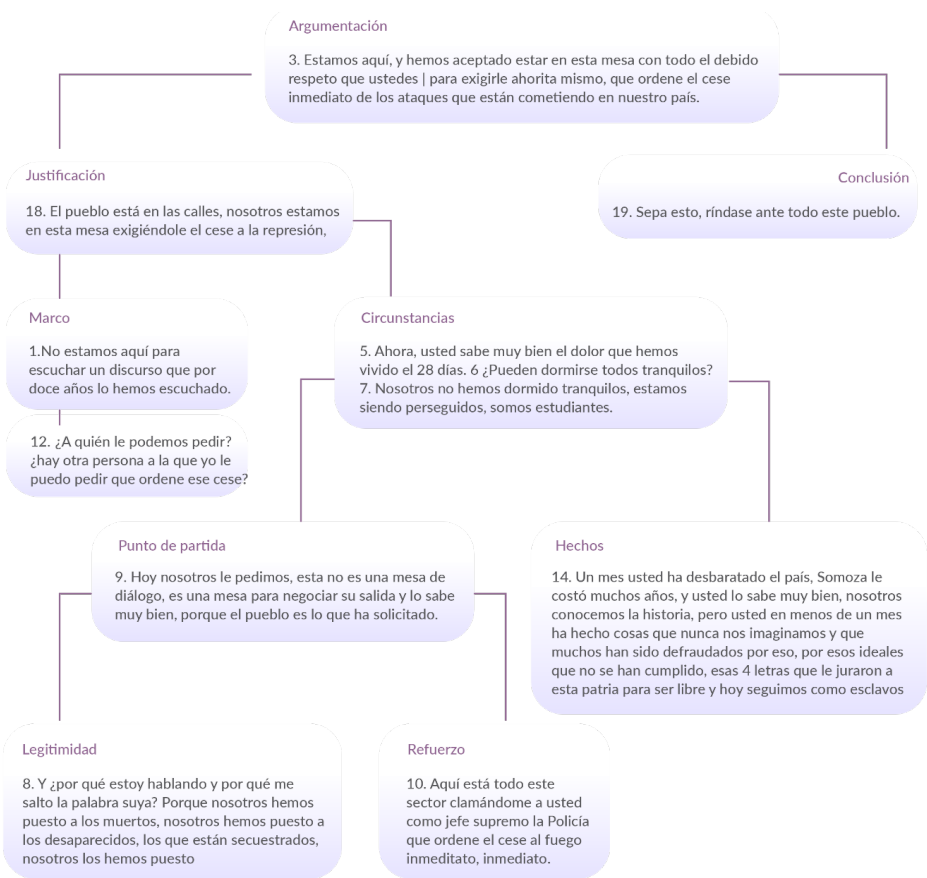 Argumentación
3. Estamos aquí, y hemos aceptado estar en esta mesa con todo el debido
respeto que ustedes | para exigirle ahorita mismo, que ordene el cese
inmediato de los ataques que están cometiendo en nuestro país.
Justificación
18. El pueblo está en las calles, nosotros estamos
en esta mesa exigiéndole el cese a la represión,
Conclusión
19. Sepa esto, ríndase ante todo este pueblo.
Marco
1.No estamos aquí para
escuchar un discurso que por
doce años lo hemos escuchado.
12. ¿A quién le podemos pedir?
¿hay otra persona a la que yo le
puedo pedir que ordene ese cese?
Circunstancias
5. Ahora, usted sabe muy bien el dolor que hemos
vivido el 28 días. 6 ¿Pueden dormirse todos tranquilos?
7. Nosotros no hemos dormido tranquilos, estamos
siendo perseguidos, somos estudiantes.
Punto de partida
9. Hoy nosotros le pedimos, esta no es una mesa de
diálogo, es una mesa para negociar su salida y lo sabe
muy bien, porque el pueblo es lo que ha solicitado.
Hechos
14. Un mes usted ha desbaratado el país, Somoza le
costó muchos años, y usted lo sabe muy bien, nosotros
conocemos la historia, pero usted en menos de un mes
ha hecho cosas que nunca nos imaginamos y que
muchos han sido defraudados por eso, por esos ideales
que no se han cumplido, esas 4 letras que le juraron a
esta patria para ser libre y hoy seguimos como esclavos
Legitimidad
8. Y ¿por qué estoy hablando y por qué me
salto la palabra suya? Porque nosotros hemos
puesto a los muertos, nosotros hemos puesto a
los desaparecidos, los que están secuestrados,
nosotros los hemos puesto
Refuerzo
10. Aquí está todo este
sector clamándome a usted
como jefe supremo la Policía
que ordene el cese al fuego
inmeditato, inmediato.